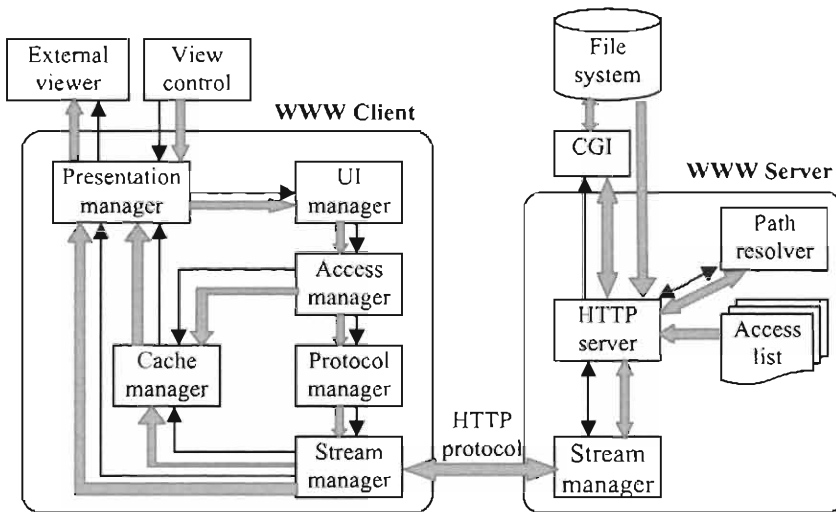 External
viewer
View
control
WWW Client
Presentation
manager
UI
manager
Access
manager
Cache
manager
Protocol
manager
Stream
manager
HTTP
protocol
File
system
CGI
WWW Server
Path
resolver
HTTP
server
Access
list
Stream
manager